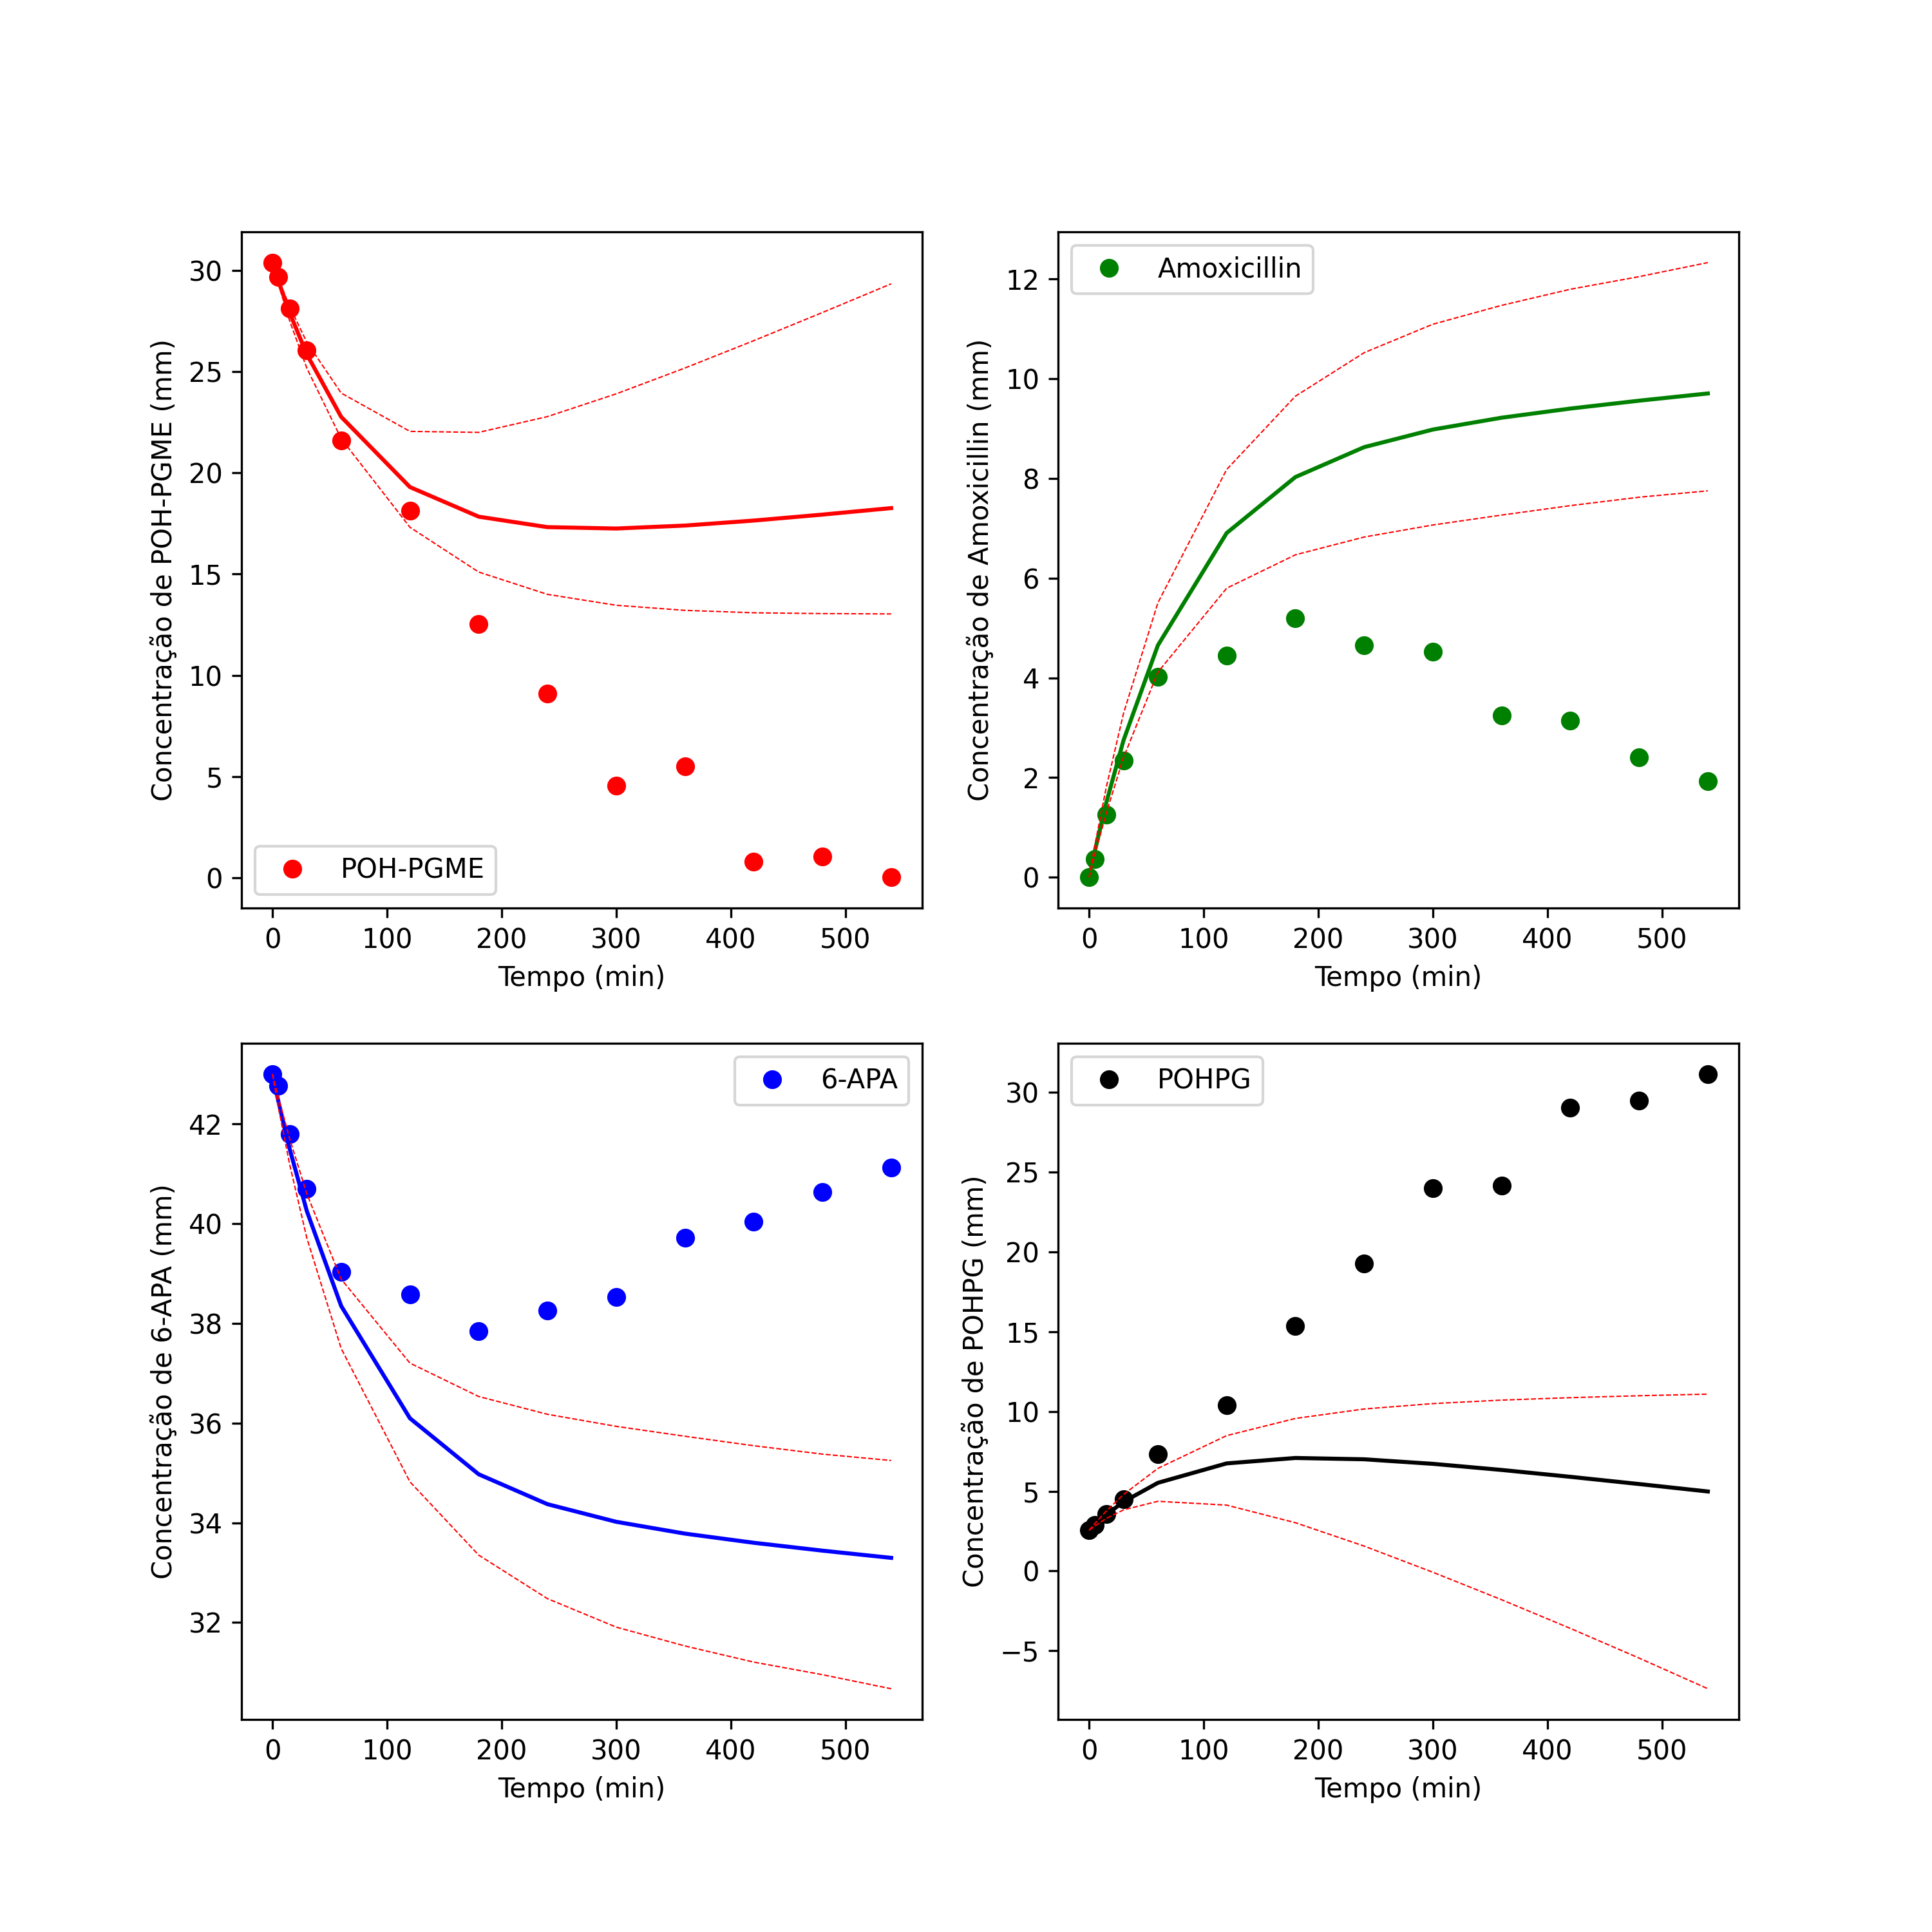 Concentração de POH-PGME (mm)
30
25
20
15
10
5
0
POH-PGME
0 100 200 300 400 500
Tempo (min)
Concentração de Amoxicillin (mm)
12
10
8
6
4
2
0
Amoxicillin
0 100 200 300 400 500
Tempo (min)
Concentração de 6-APA (mm)
42
40
38
36
34
32
6-APA
0 100 200 300 400 500
Tempo (min)
Concentração de POHPG (mm)
30
25
20
15
10
5
0
−5
POHPG
0 100 200 300 400 500
Tempo (min)